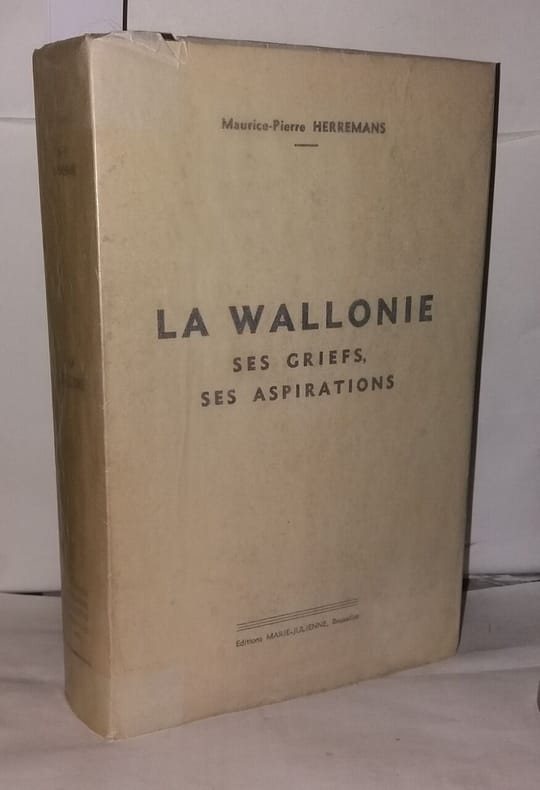 Maurice-Pierre HERREMANS
LA WALLONIE
SES GRIEFS,
SES ASPIRATIONS
Editions MARIE-JULIENNE, Bruxelles